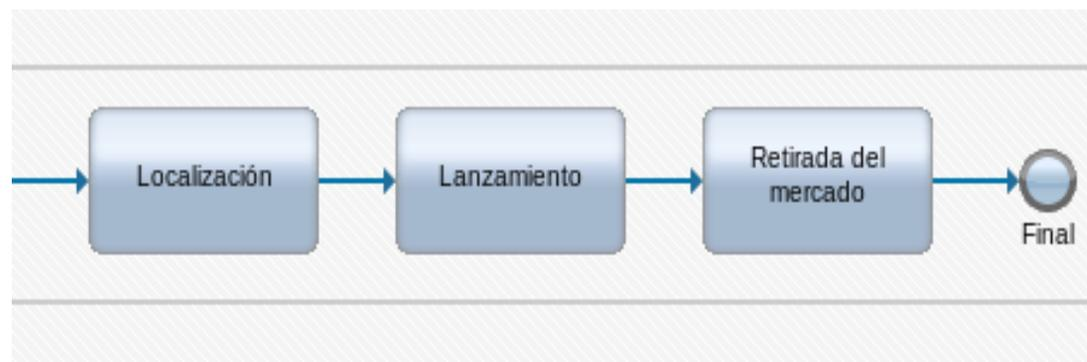 Localización
Lanzamiento
Retirada del
mercado
Final